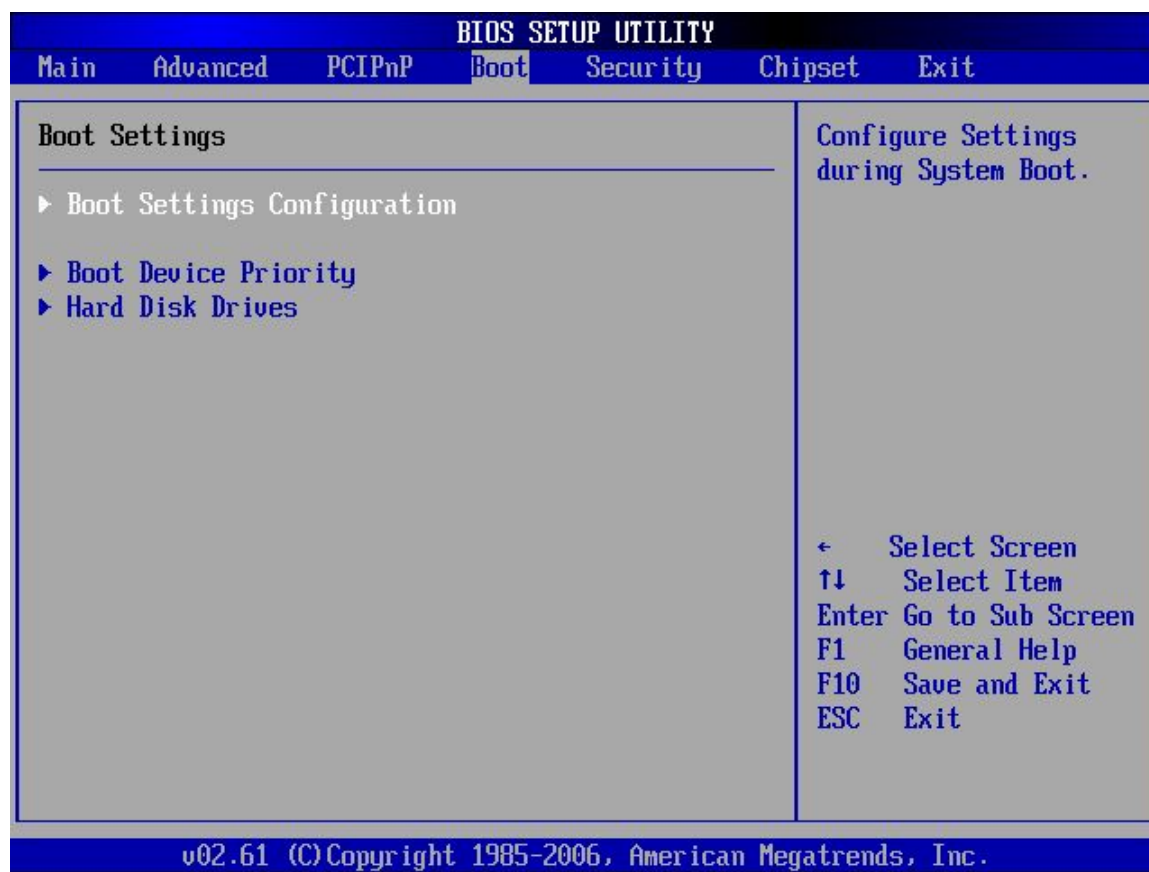 BIOS SETUP UTILITY
Main Advanced PCIPnP Boot Security Chipset Exit
Boot Settings
▶ Boot Settings Configuration
▶ Boot Device Priority
▶ Hard Disk Drives
Configure Settings
during System Boot.
← Select Screen
↑↓ Select Item
Enter Go to Sub Screen
F1 General Help
F10 Save and Exit
ESC Exit
v02.61 (C)Copyright 1985-2006, American Megatrends, Inc.